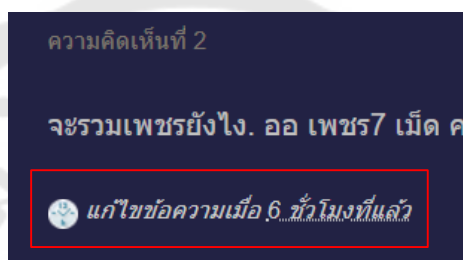 ความคิดเห็นที่ 2
จะรวมเพชรยังไง. ออ เพชร7 เม็ด
แก้ไขข้อความเมื่อ 6 ชั่วโมงที่แล้ว